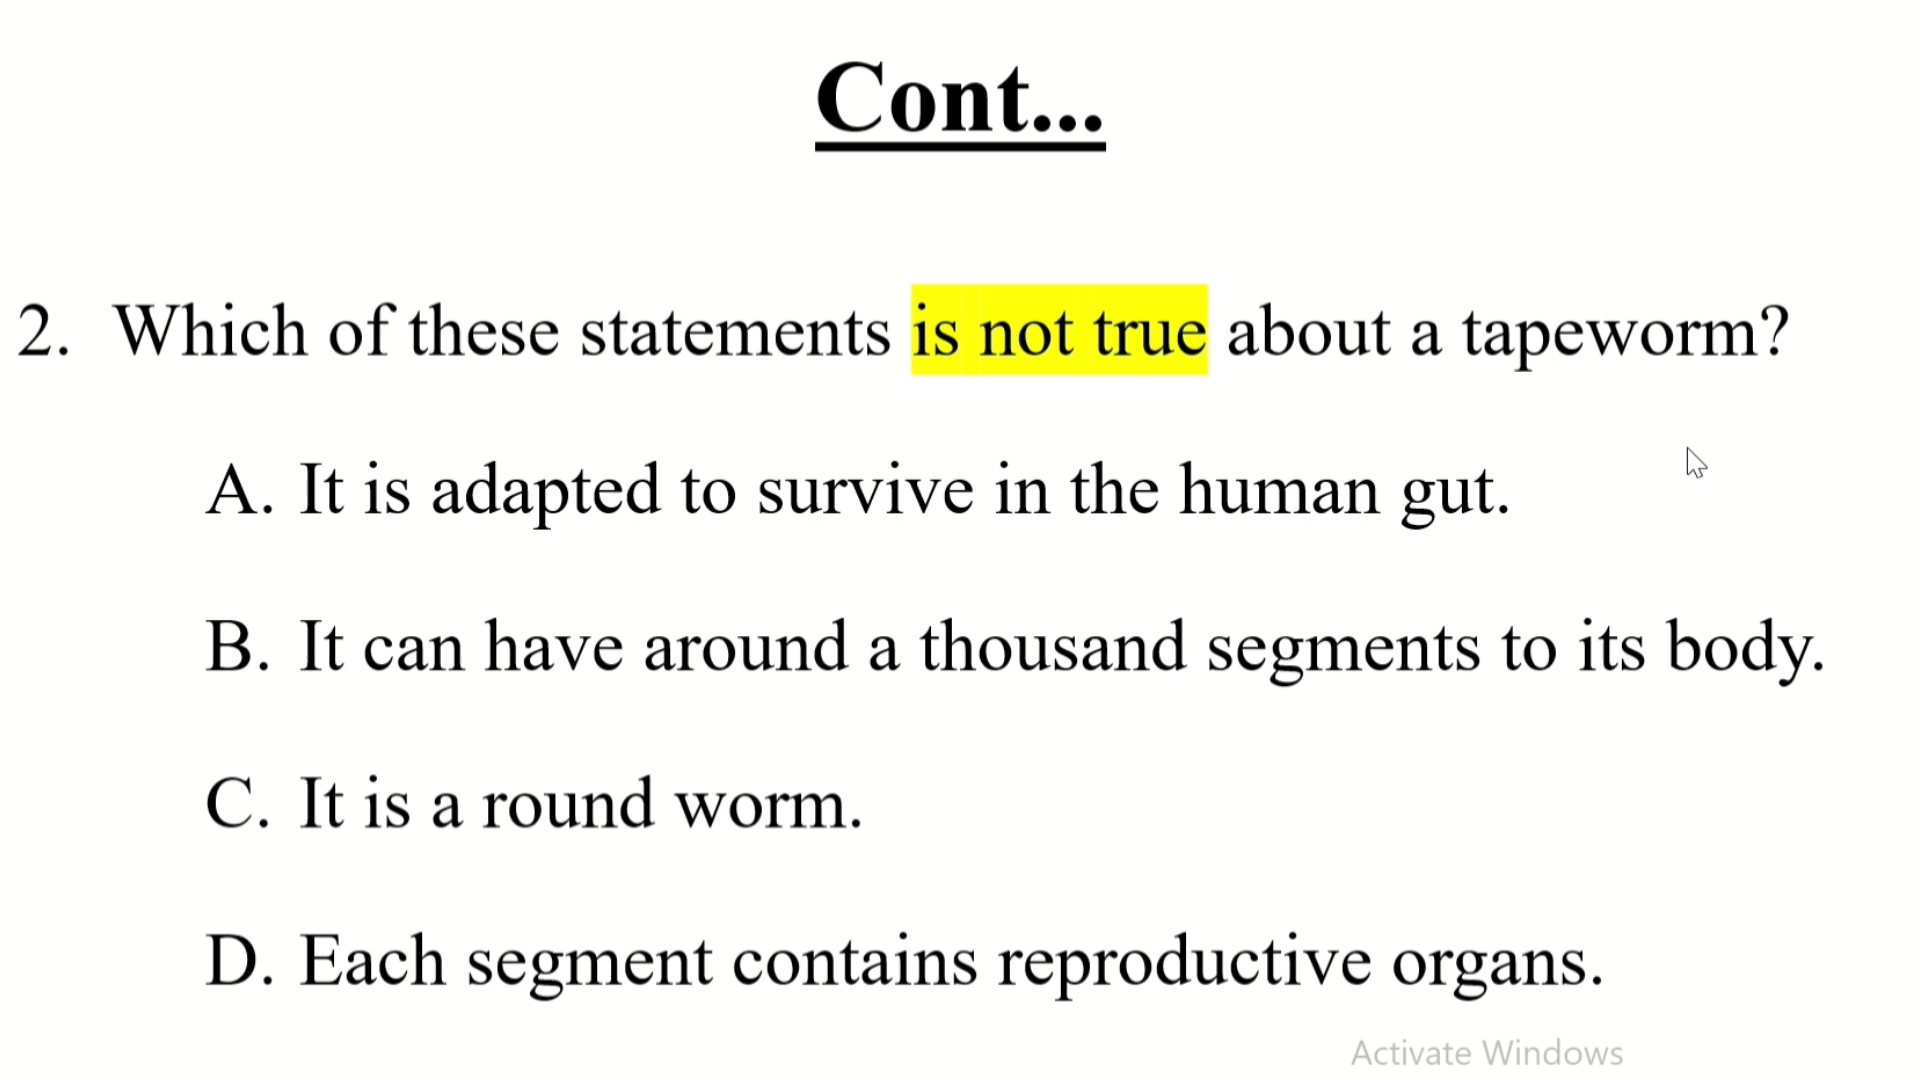 Cont...
2. Which of these statements is not true about a tapeworm?
A. It is adapted to survive in the human gut.
B. It can have around a thousand segments to its body.
C. It is a round worm.
D. Each segment contains reproductive organs.
Activate Windows